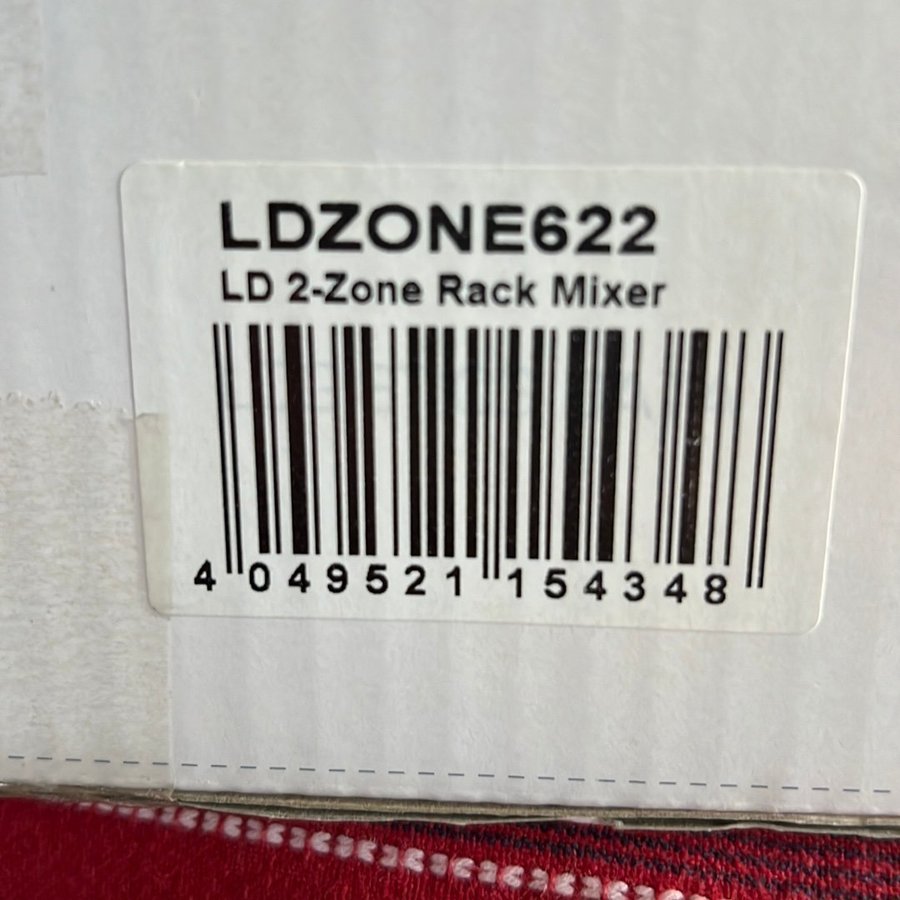 LDZONE622
LD 2-Zone Rack Mixer
4 049521 154348